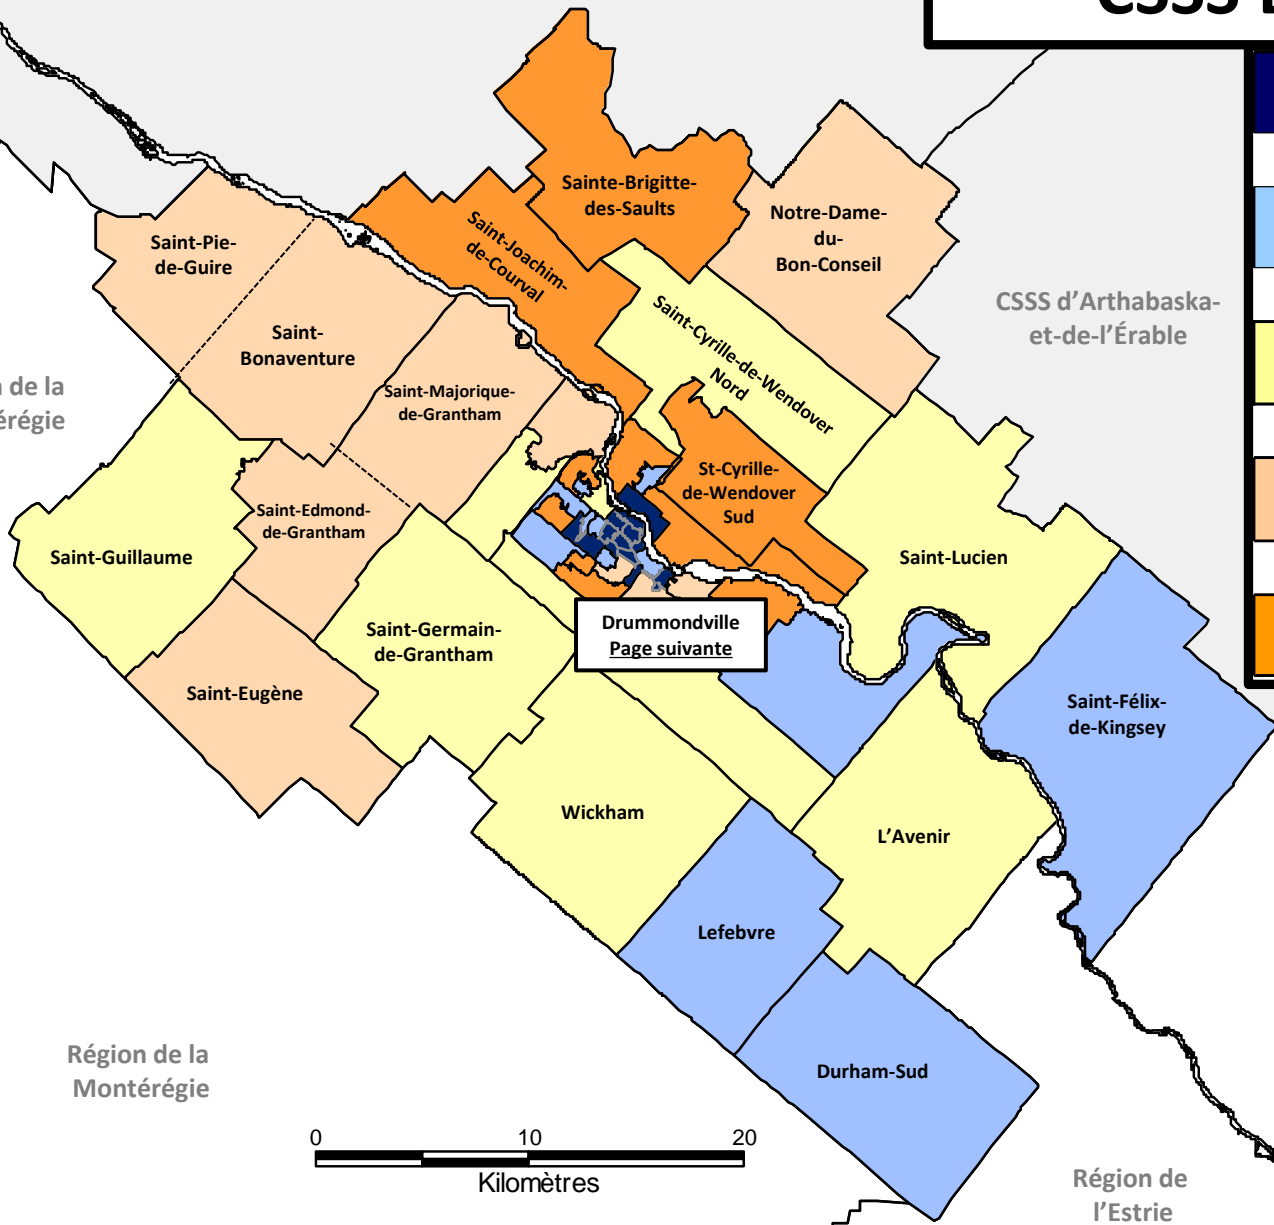 CSSS
Sainte-Brigitte-
des-Saults
Notre-Dame-
du-
Bon-Conseil
Saint-Joachim-
de-Courval
Saint-Pie-
de-Guire
CSSS d'Arthabaska-
et-de-l'Érable
Saint-
Bonaventure
Saint-Cyrille-de-Wendover
Nord
de la
érégie
Saint-Majorique-
de-Grantham
St-Cyrille-
de-Wendover
Sud
Saint-Edmond-
de-Grantham
Saint-Guillaume
Saint-Lucien
Drummondville
Page suivante
Saint-Germain-
de-Grantham
Saint-Eugène
Saint-Félix-
de-Kingsey
Wickham
L'Avenir
Lefebvre
Durham-Sud
Région de la
Montérégie
0 10 20
Kilomètres
Région de
l'Estrie